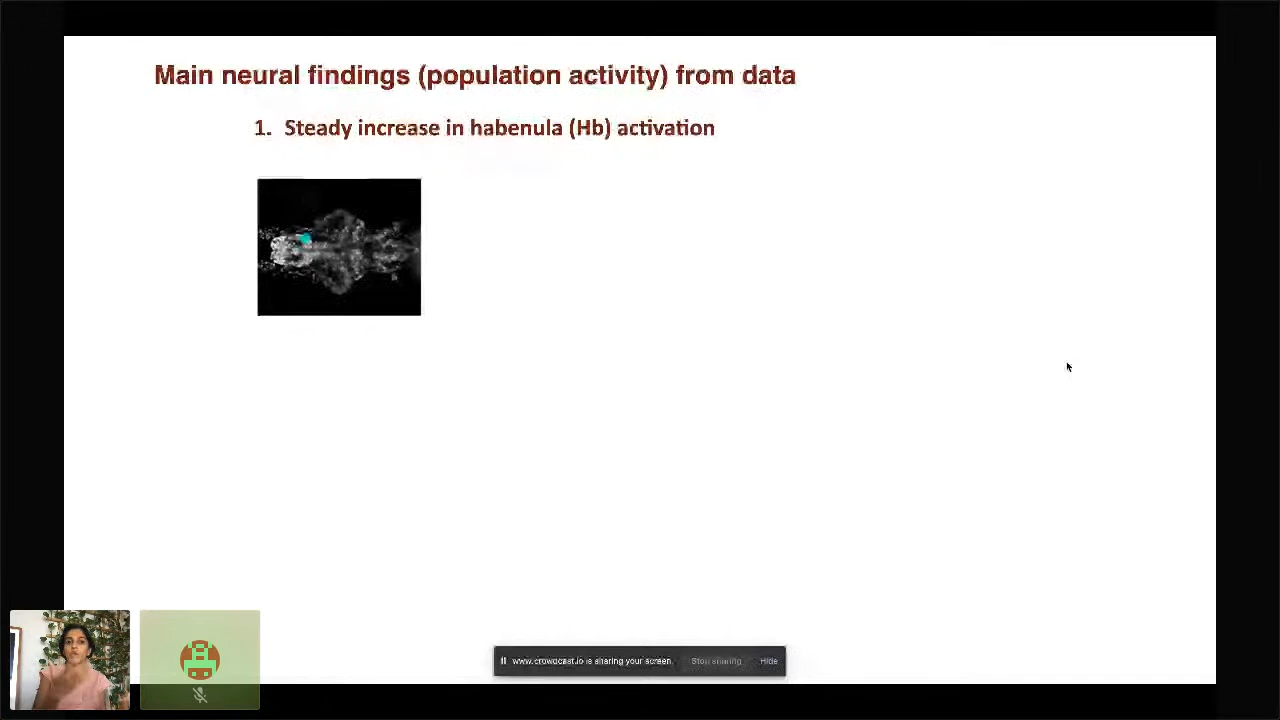 Main neural findings (population activity) from data
1. Steady increase in habenula (Hb) activation
www.crowdcast.io is sharing your screen. Stop sharing Hide